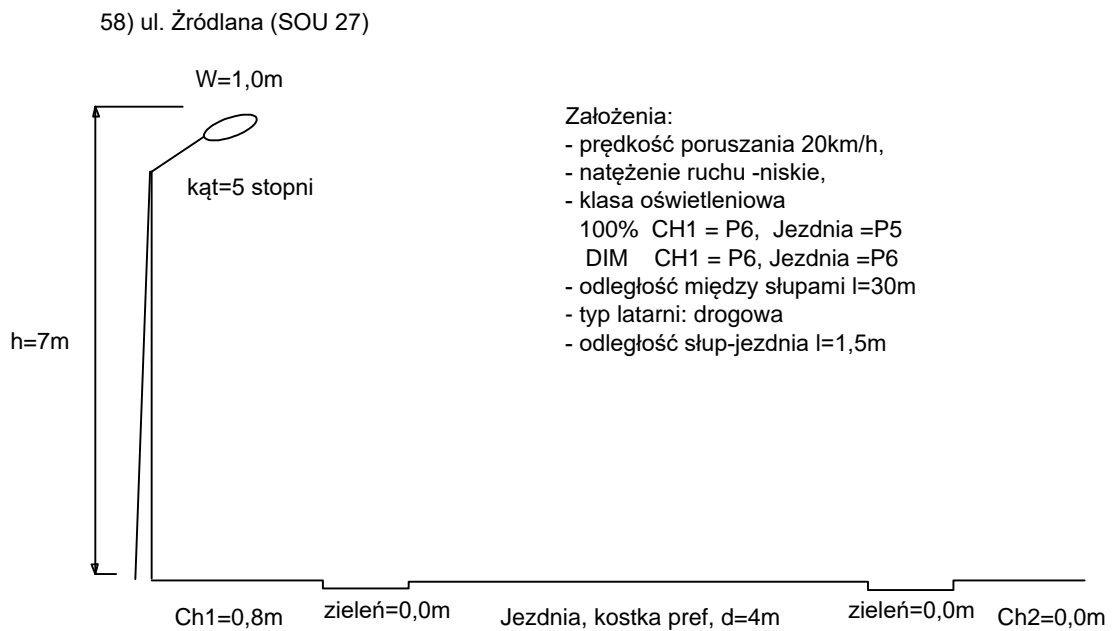 58) ul. Żródlana (SOU 27)
W=1,0m
kąt=5 stopni
h=7m
Założenia:
- prędkość poruszania 20km/h,
- natężenie ruchu -niskie,
- klasa oświetleniowa
100% CH1 = P6, Jezdnia =P5
DIM CH1 = P6, Jezdnia =P6
- odległość między słupami l=30m
- typ latarni: drogowa
- odległość słup-jezdnia l=1,5m
Ch1=0,8m
zieleń=0,0m
Jezdnia, kostka pref, d=4m
zieleń=0,0m
Ch2=0,0m